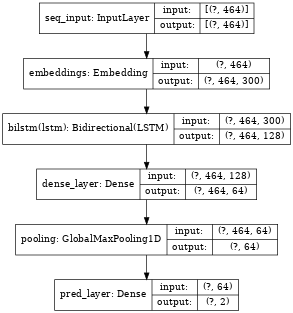 seq_input: InputLayer input: [(?, 464)]
output: [(?, 464)]
embeddings: Embedding input: (?, 464)
output: (?, 464, 300)
bilstm(lstm): Bidirectional(LSTM) input: (?, 464, 300)
output: (?, 464, 128)
dense_layer: Dense input: (?, 464, 128)
output: (?, 464, 64)
pooling: GlobalMaxPooling1D input: (?, 464, 64)
output: (?, 64)
pred_layer: Dense input: (?, 64)
output: (?, 2)